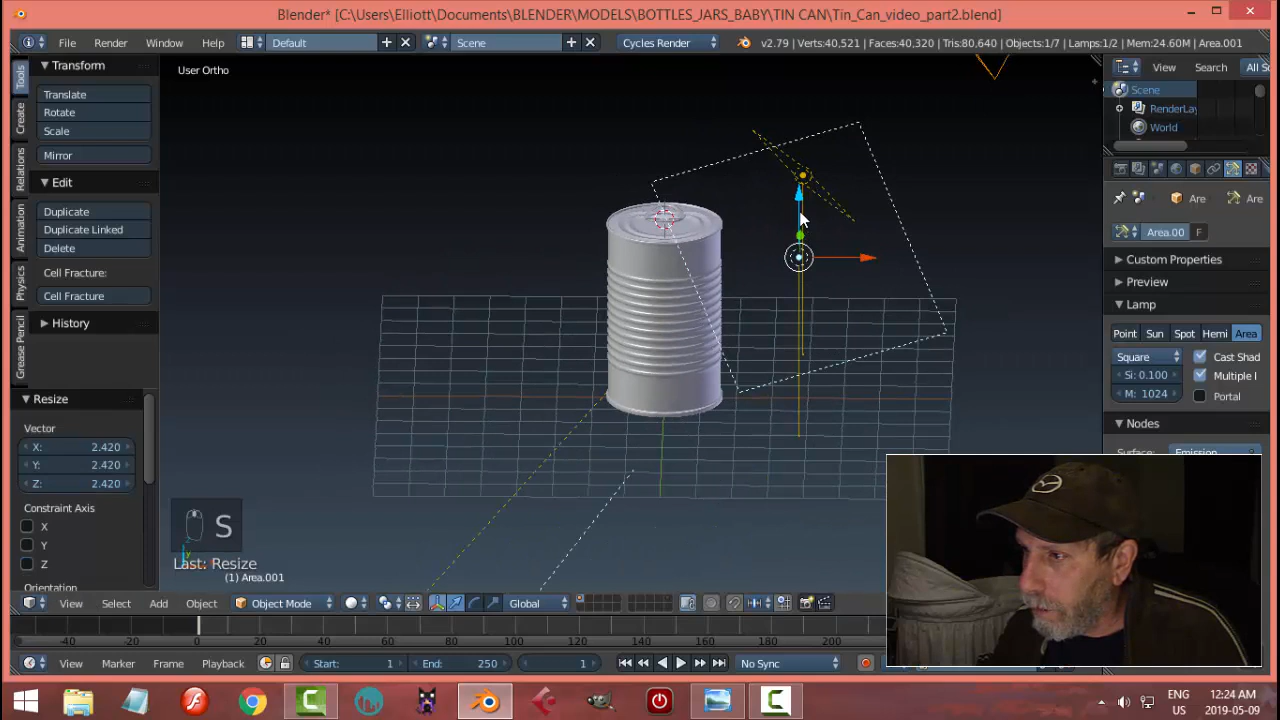 Blender* [C:\Users\Elliott\Documents\BLENDER\MODELS\BOTTLES_JARS_BABY\TIN CAN\Tin_Can_video_part2.blend]
File Render Window Help Default Scene Cycles Render v2.79 | Verts:40,521 | Faces:40,320 | Tris:80,640 | Objects:1/7 | Lamps:1/2 | Mem:24.60M | Area.001
Tools
Create
Relations
Animation
Physics
Grease Pencil
Transform
Translate
Rotate
Scale
Mirror
Edit
Duplicate
Duplicate Linked
Delete
Cell Fracture:
Cell Fracture
History
Resize
Vector
X: 2.420
Y: 2.420
Z: 2.420
Constraint Axis
X
Y
Z
Orientation
User Ortho
S
Last: Resize
(1) Area.001
View Search All S
Scene
RenderLay
World
Are Are
Area.00 F
Custom Properties
Preview
Lamp
Point Sun Spot Hemi Area
Square Cast Shad
Si: 0.100 Multiple I
M: 1024 Portal
Nodes
Surface: Emission
View Select Add Object Object Mode Global
-40 -20 0 20 40 60 80 100 120 140 160 180 200
View Marker Frame Playback Start: 1 End: 250 1 No Sync
ENG 12:24 AM
US 2019-05-09